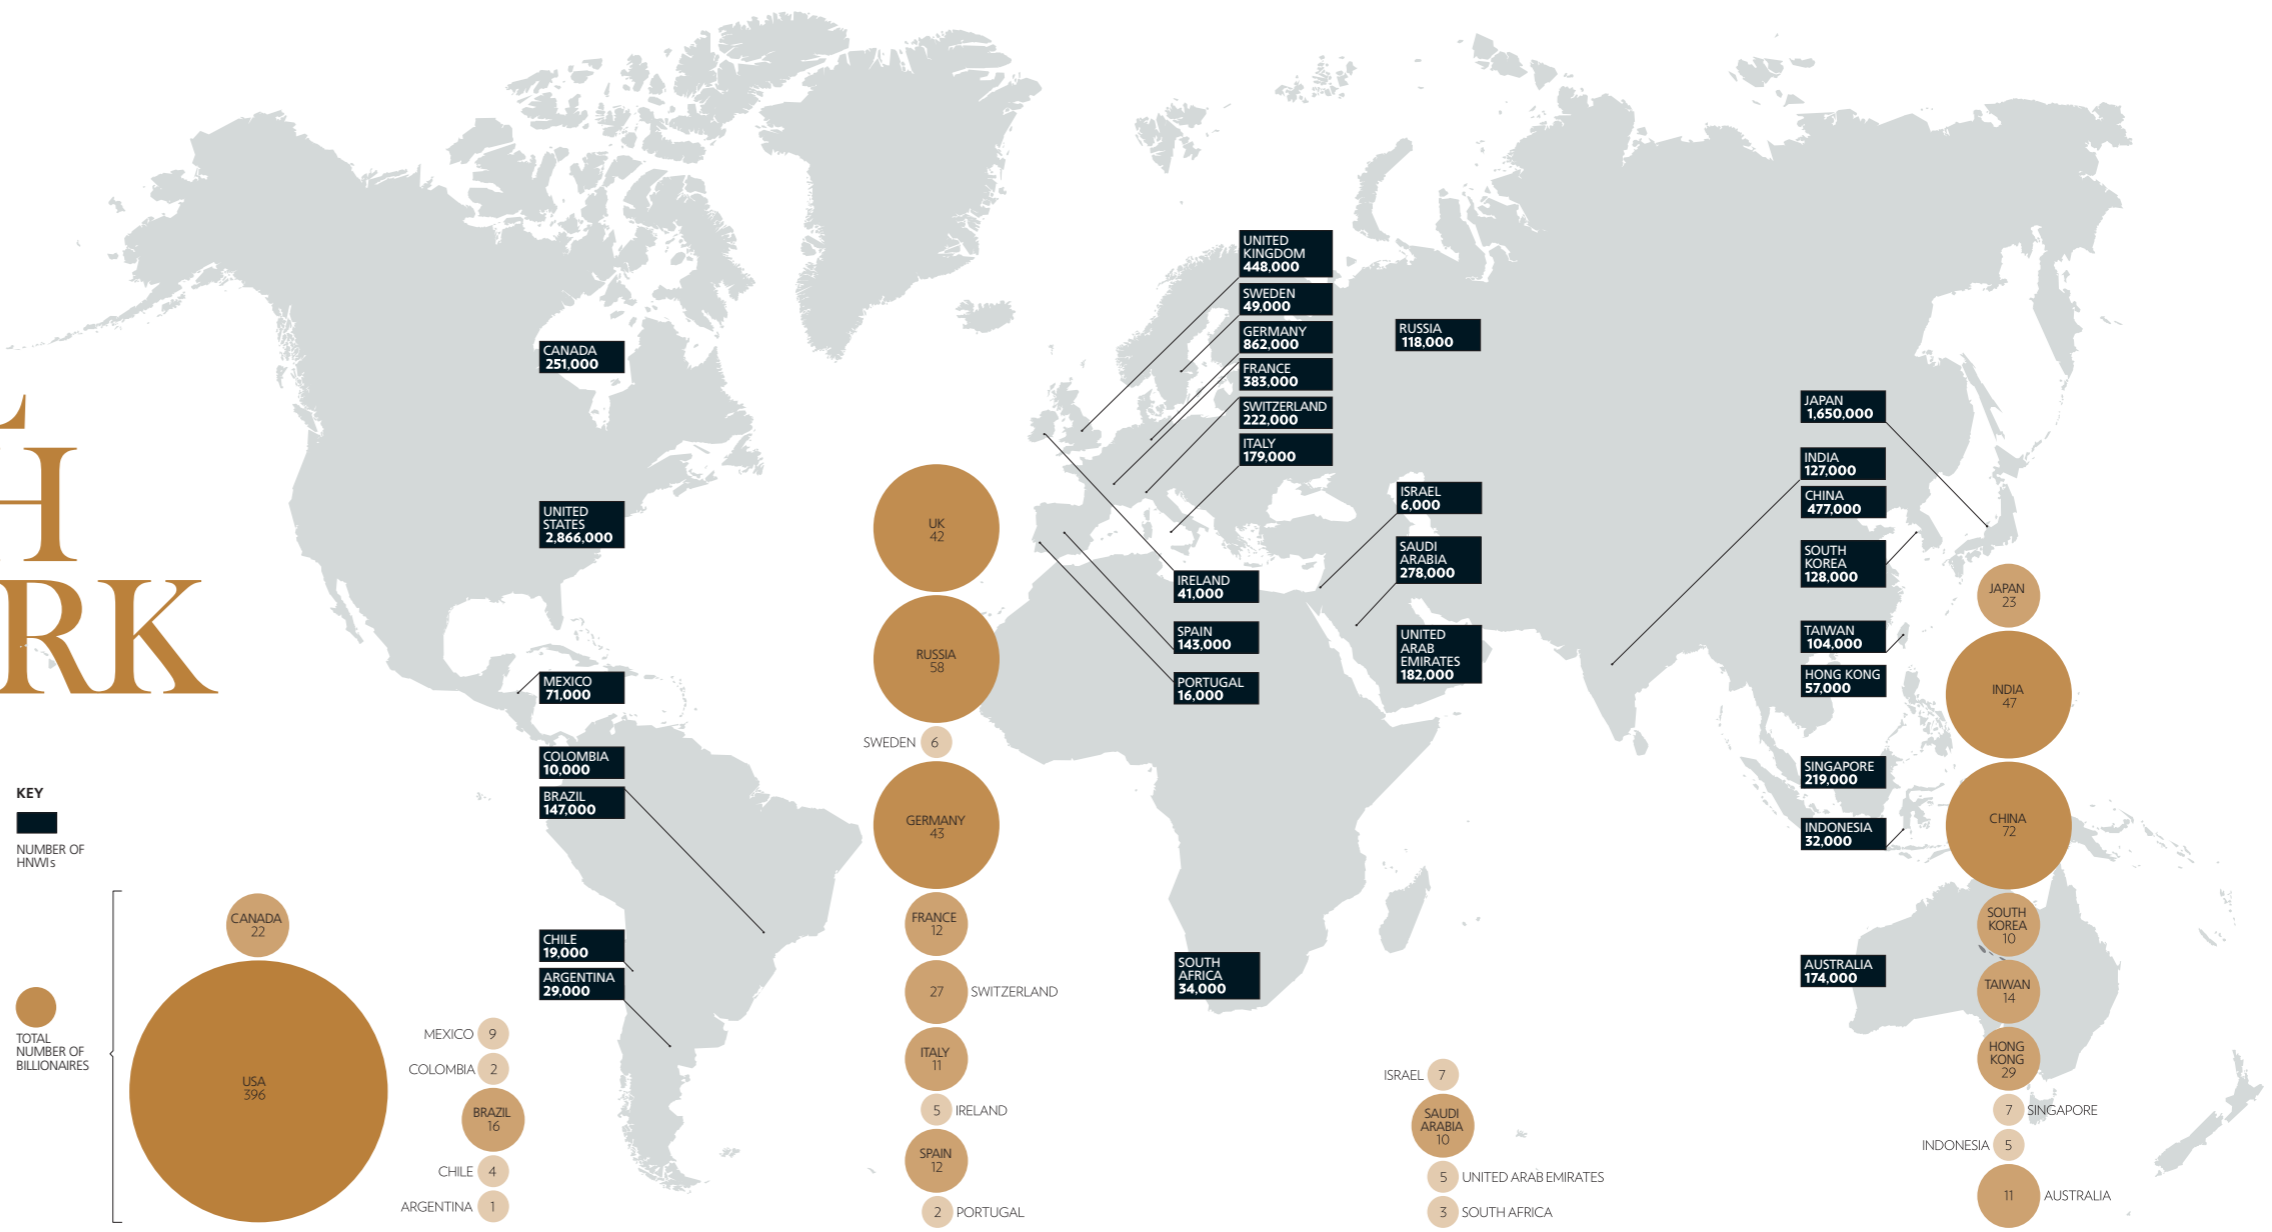 L
H
RK
KEY
NUMBER OF
HNWIs
TOTAL
NUMBER OF
BILLIONAIRES
CANADA
251,000
UNITED
STATES
2,866,000
MEXICO
71,000
COLOMBIA
10,000
BRAZIL
147,000
CHILE
19,000
ARGENTINA
29,000
UNITED
KINGDOM
448,000
SWEDEN
49,000
GERMANY
862,000
FRANCE
383,000
SWITZERLAND
222,000
ITALY
179,000
IRELAND
41,000
SPAIN
143,000
PORTUGAL
16,000
SOUTH
AFRICA
34,000
RUSSIA
118,000
ISRAEL
6,000
SAUDI
ARABIA
278,000
UNITED
ARAB
EMIRATES
182,000
JAPAN
1,650,000
INDIA
127,000
CHINA
477,000
SOUTH
KOREA
128,000
TAIWAN
104,000
HONG KONG
57,000
SINGAPORE
219,000
INDONESIA
32,000
AUSTRALIA
174,000
CANADA
22
USA
396
MEXICO 9
COLOMBIA 2
BRAZIL
16
CHILE 4
ARGENTINA 1
UK
42
RUSSIA
58
SWEDEN 6
GERMANY
43
FRANCE
12
27 SWITZERLAND
ITALY
11
5 IRELAND
SPAIN
12
2 PORTUGAL
ISRAEL 7
SAUDI
ARABIA
10
5 UNITED ARAB EMIRATES
3 SOUTH AFRICA
JAPAN
23
INDIA
47
CHINA
72
SOUTH
KOREA
10
TAIWAN
14
HONG
KONG
29
7 SINGAPORE
INDONESIA 5
11 AUSTRALIA